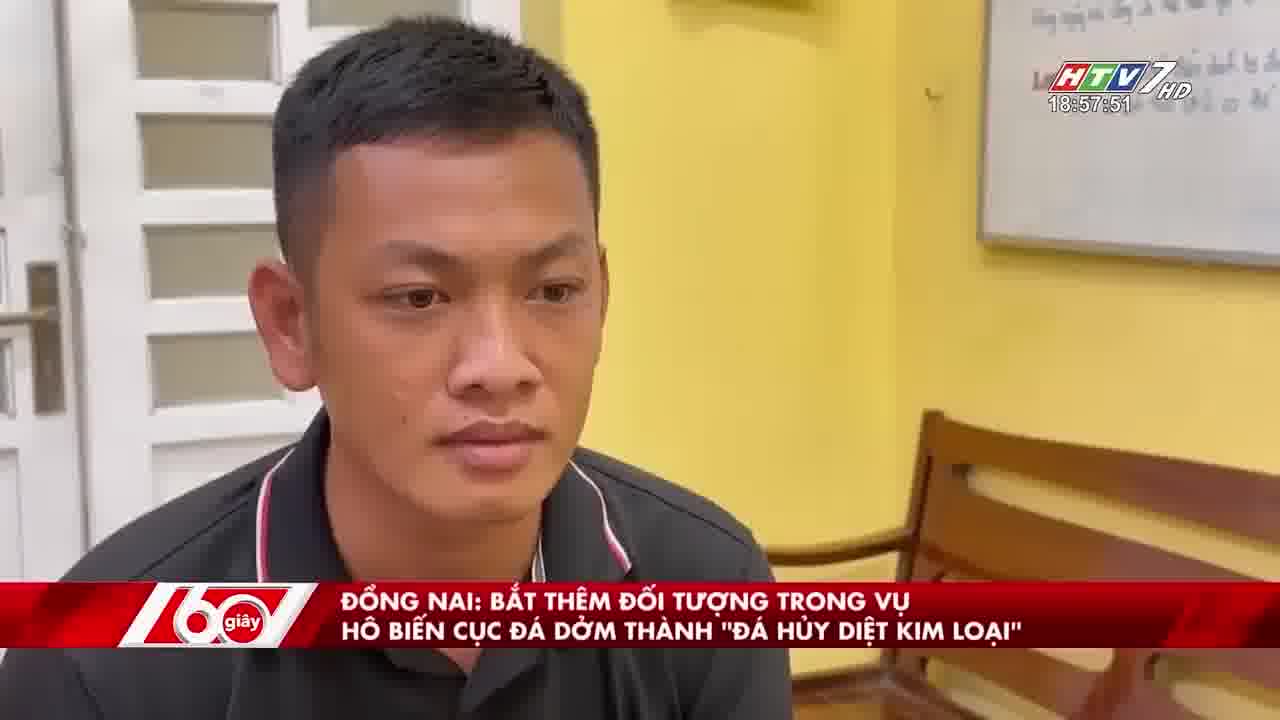 HTV7 HD
18:57:51
60 giây
ĐỒNG NAI: BẮT THÊM ĐỐI TƯỢNG TRONG VỤ
HÔ BIẾN CỤC ĐÁ DỞM THÀNH "ĐÁ HỦY DIỆT KIM LOẠI"